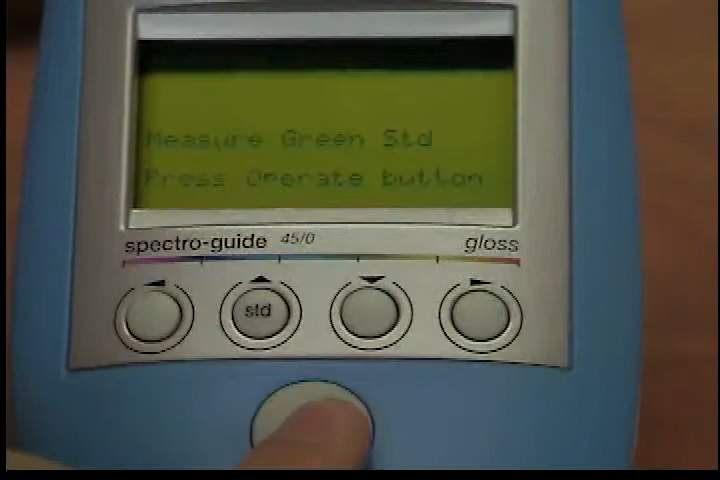 Measure Green Std
Press Operate button
spectro-guide 45/0 gloss
std